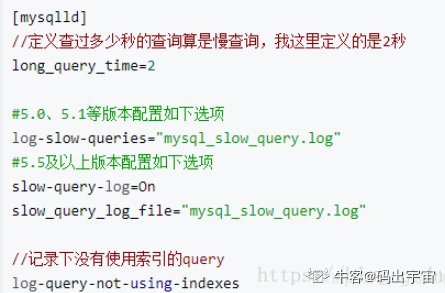 [mysqlld]
//定义查过多少秒的查询算是慢查询，我这里定义的是2秒
long_query_time=2
#5.0、5.1等版本配置如下选项
log-slow-queries="mysql_slow_query.log"
#5.5及以上版本配置如下选项
slow-query-log=On
slow_query_log_file="mysql_slow_query.log"
//记录下没有使用索引的query
log-query-not-using-indexes
牛客@码出宇宙